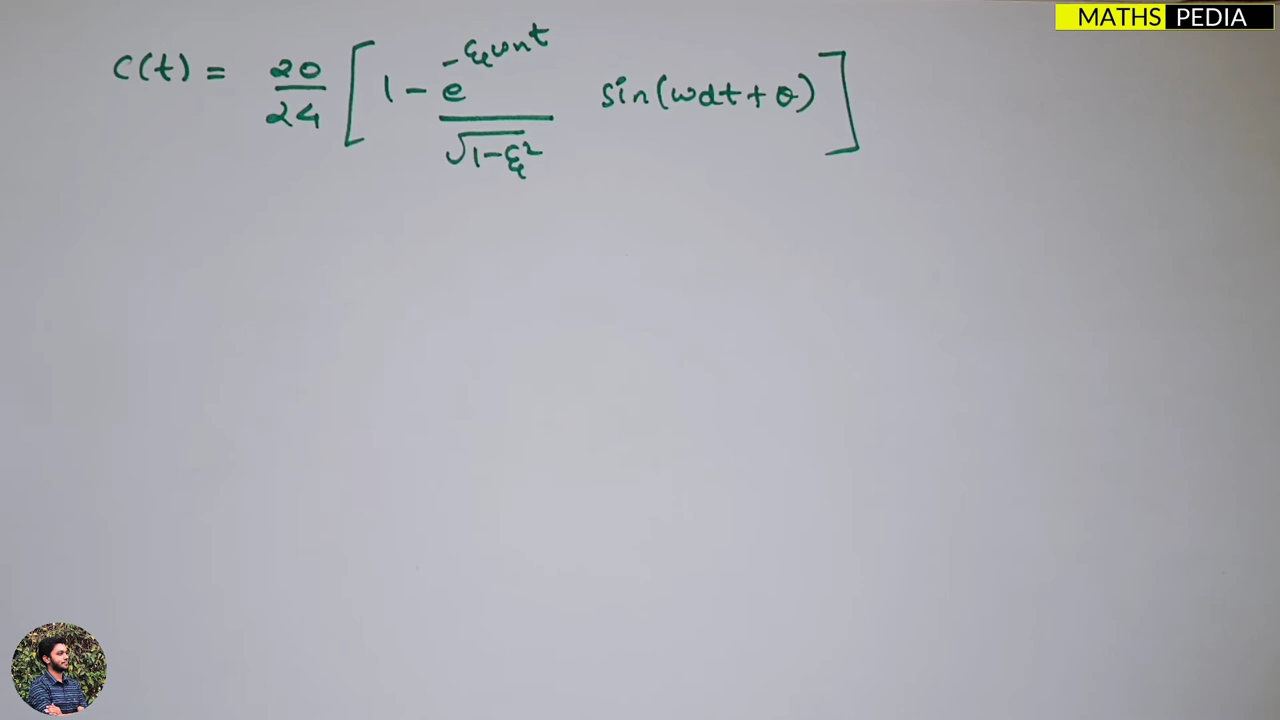 MATHS PEDIA
C(t) = 20/24 [ 1 - e^{-ξωnt} / √(1-ξ²) sin(ωdt + θ) ]